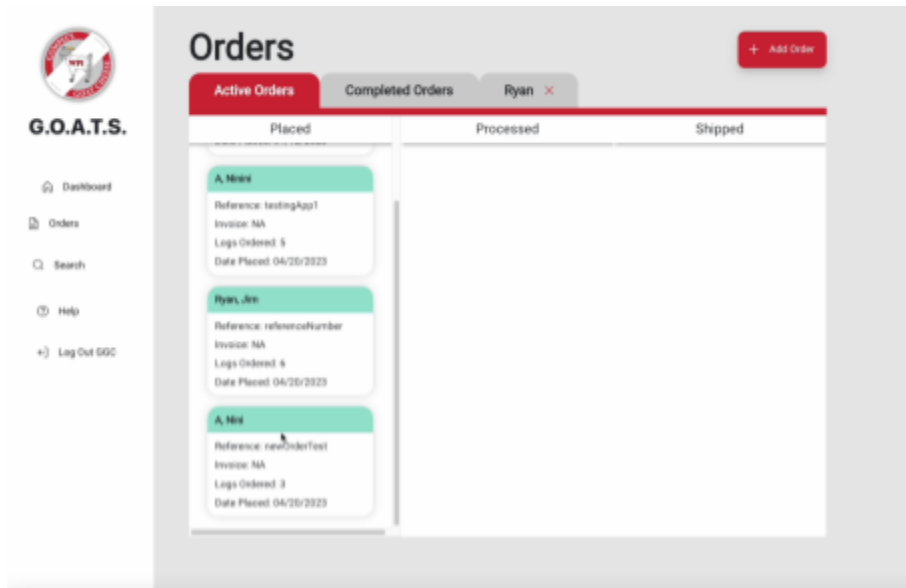 G.O.A.T.S.
Dashboard
Orders
Search
Help
Log Out GGC
Orders
+ Add Order
Active Orders
Completed Orders
Ryan ×
Placed
Processed
Shipped
A, Ninini
Reference: testingApp1
Invoice: NA
Logs Ordered: 5
Date Placed: 04/20/2023
Ryan, Jim
Reference: referenceNumber
Invoice: NA
Logs Ordered: 6
Date Placed: 04/20/2023
A, Nini
Reference: newOrderTest
Invoice: NA
Logs Ordered: 3
Date Placed: 04/20/2023